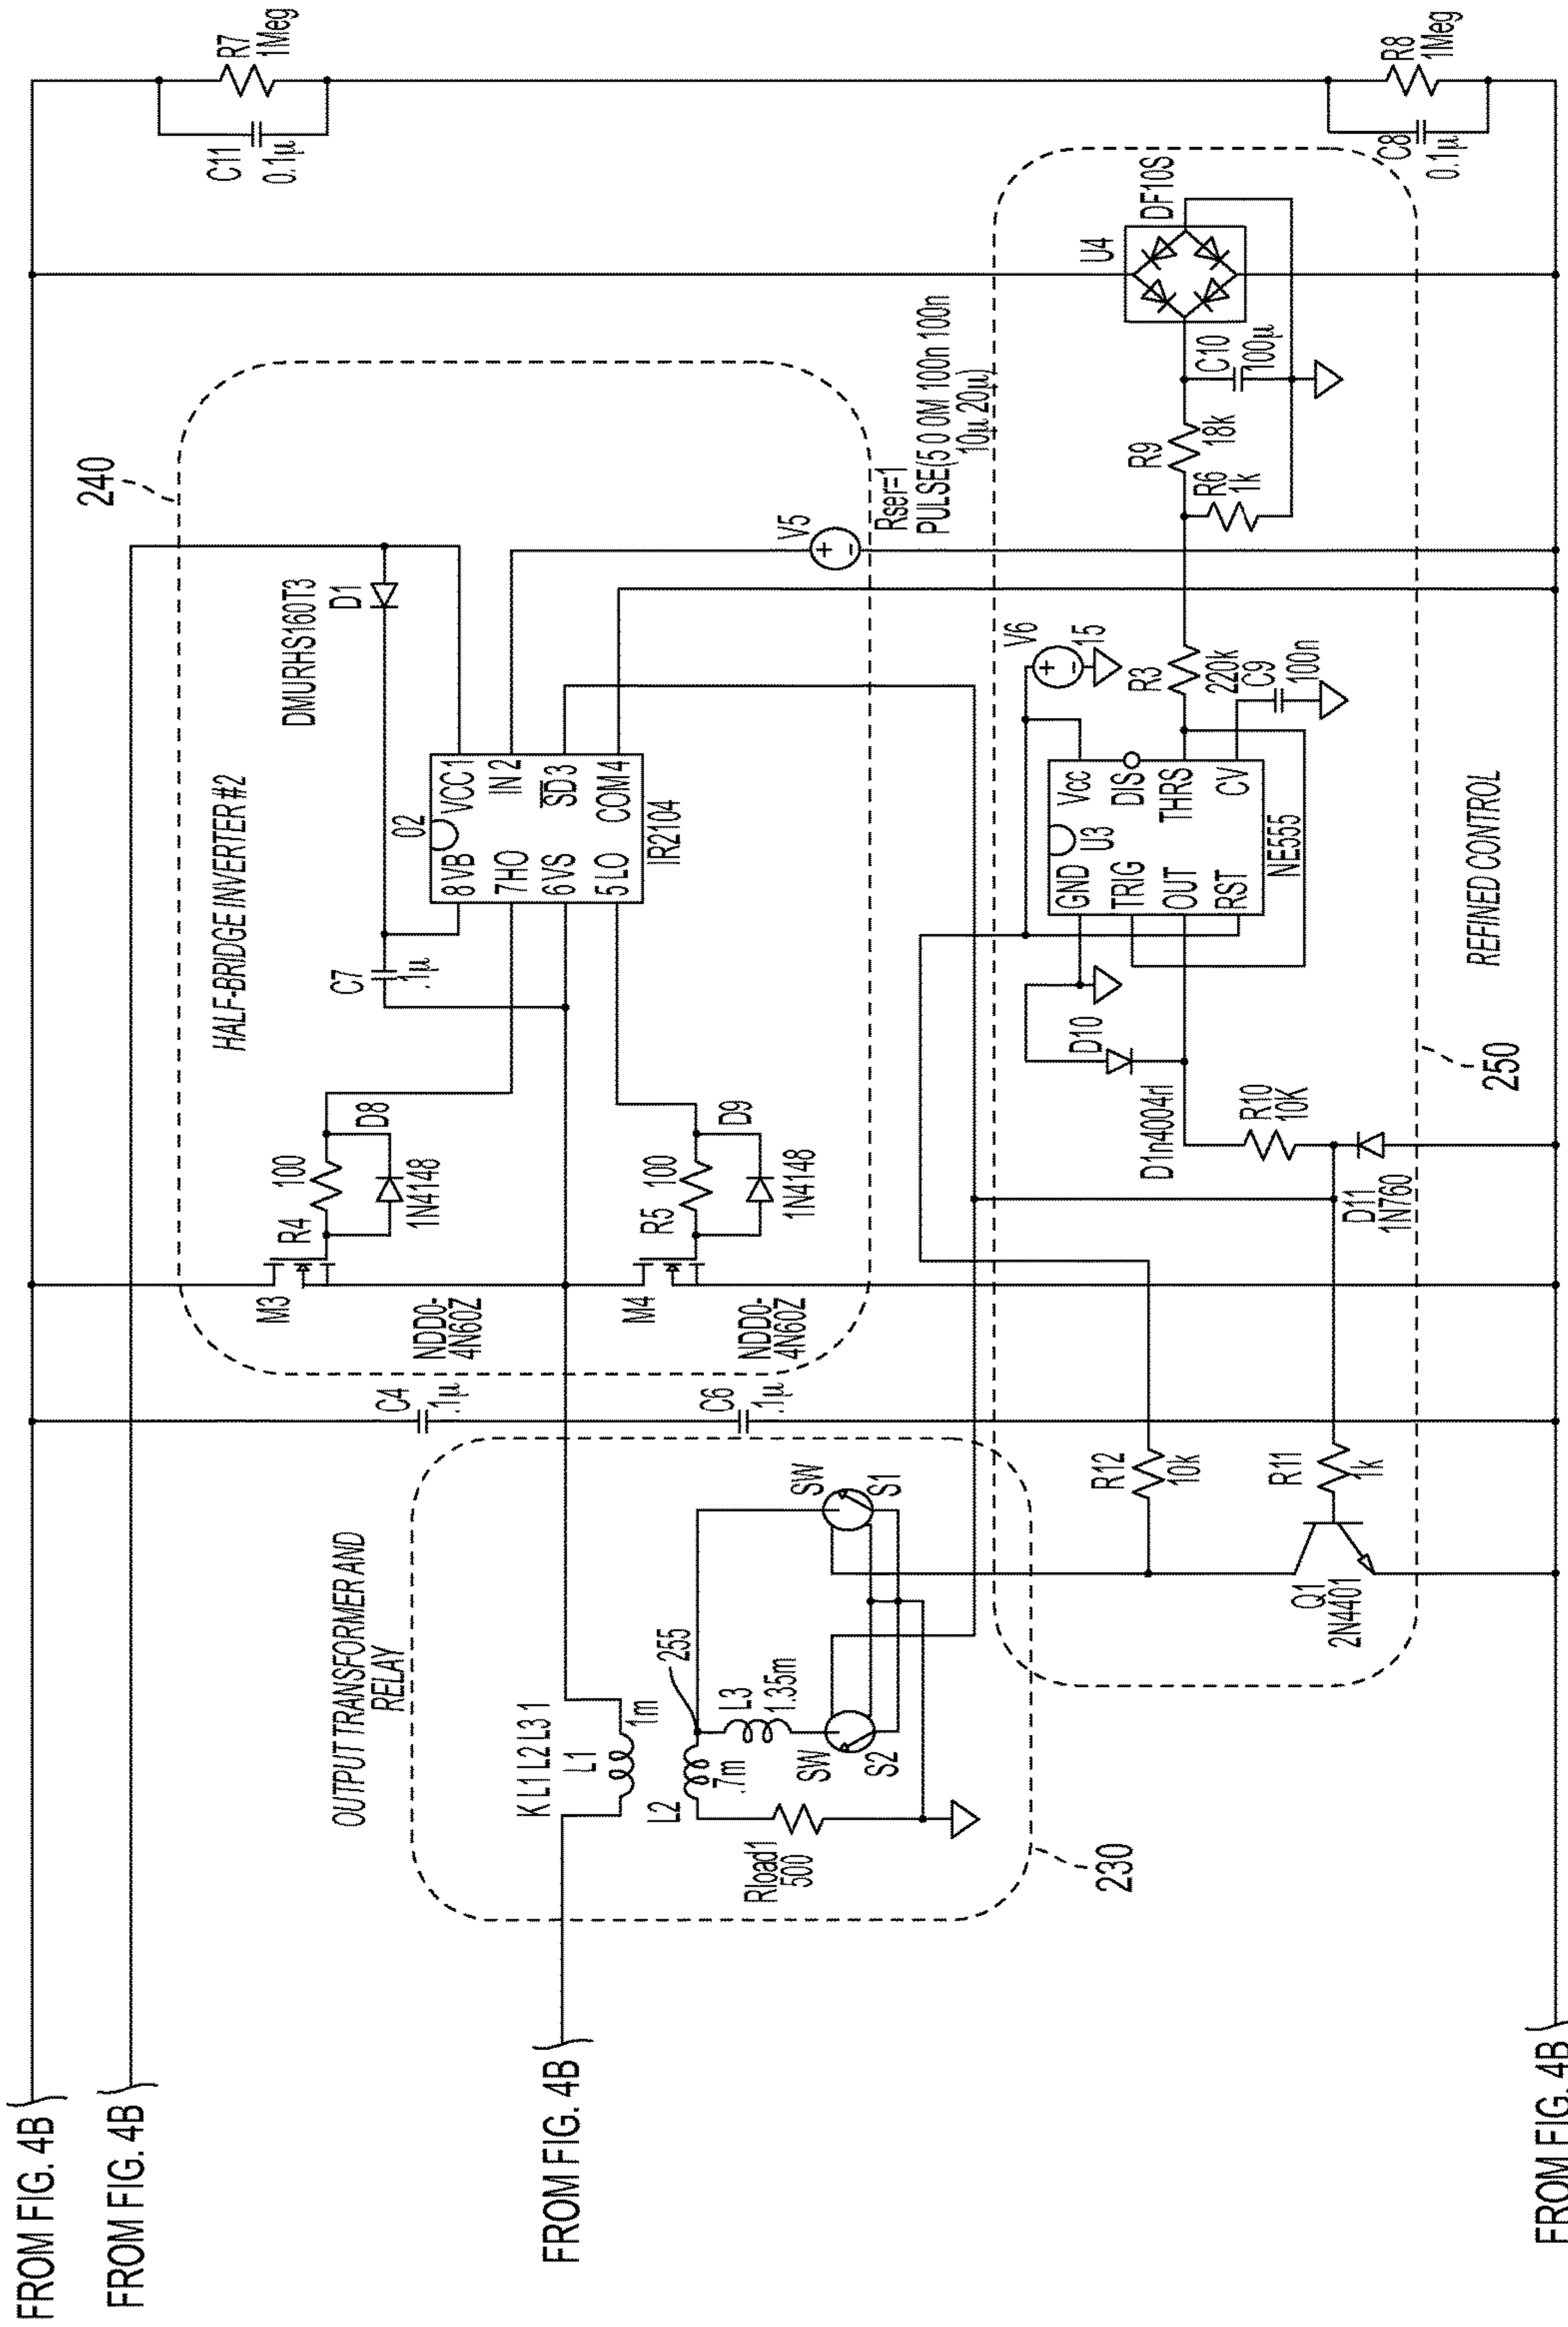 FROM FIG. 4B
FROM FIG. 4B
FROM FIG. 4B
FROM FIG. 4B
OUTPUT TRANSFORMER AND
RELAY
K L1 L2 L3 1
L1
1m
L2
.7m
255
L3
1.35m
Rload1
500
SW
S2
SW
S1
230
C4
.1µ
C6
.1µ
HALF-BRIDGE INVERTER #2
240
M3
NDD0-
4N60Z
R4
100
D8
1N4148
M4
NDD0-
4N60Z
R5
100
D9
1N4148
C7
.1µ
DMURHS160T3
D1
02
8 VB
VCC1
7HO
IN 2
6 VS
SD 3
5 LO
COM 4
IR2104
V5
Rser=1
PULSE(5 0 0M 100n 100n
10µ 20µ)
R12
10k
R11
1k
Q1
2N4401
D10
D1n4004rl
R10
10K
D11
1N760
GND
Vcc
U3
TRIG
DIS
OUT
THRS
RST
CV
NE555
V6
15
R3
220k
C9
100n
R9
18k
R6
1k
C10
100µ
U4
DF10S
REFINED CONTROL
250
C11
0.1µ
R7
1Meg
C8
0.1µ
R8
1Meg